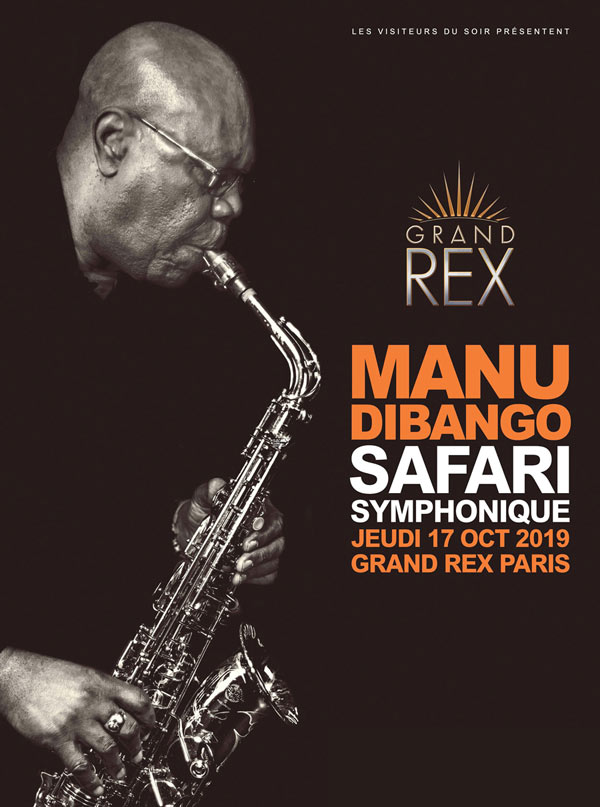 LES VISITEURS DU SOIR PRÉSENTENT
GRAND
REX
MANU
DIBANGO
SAFARI
SYMPHONIQUE
JEUDI 17 OCT 2019
GRAND REX PARIS